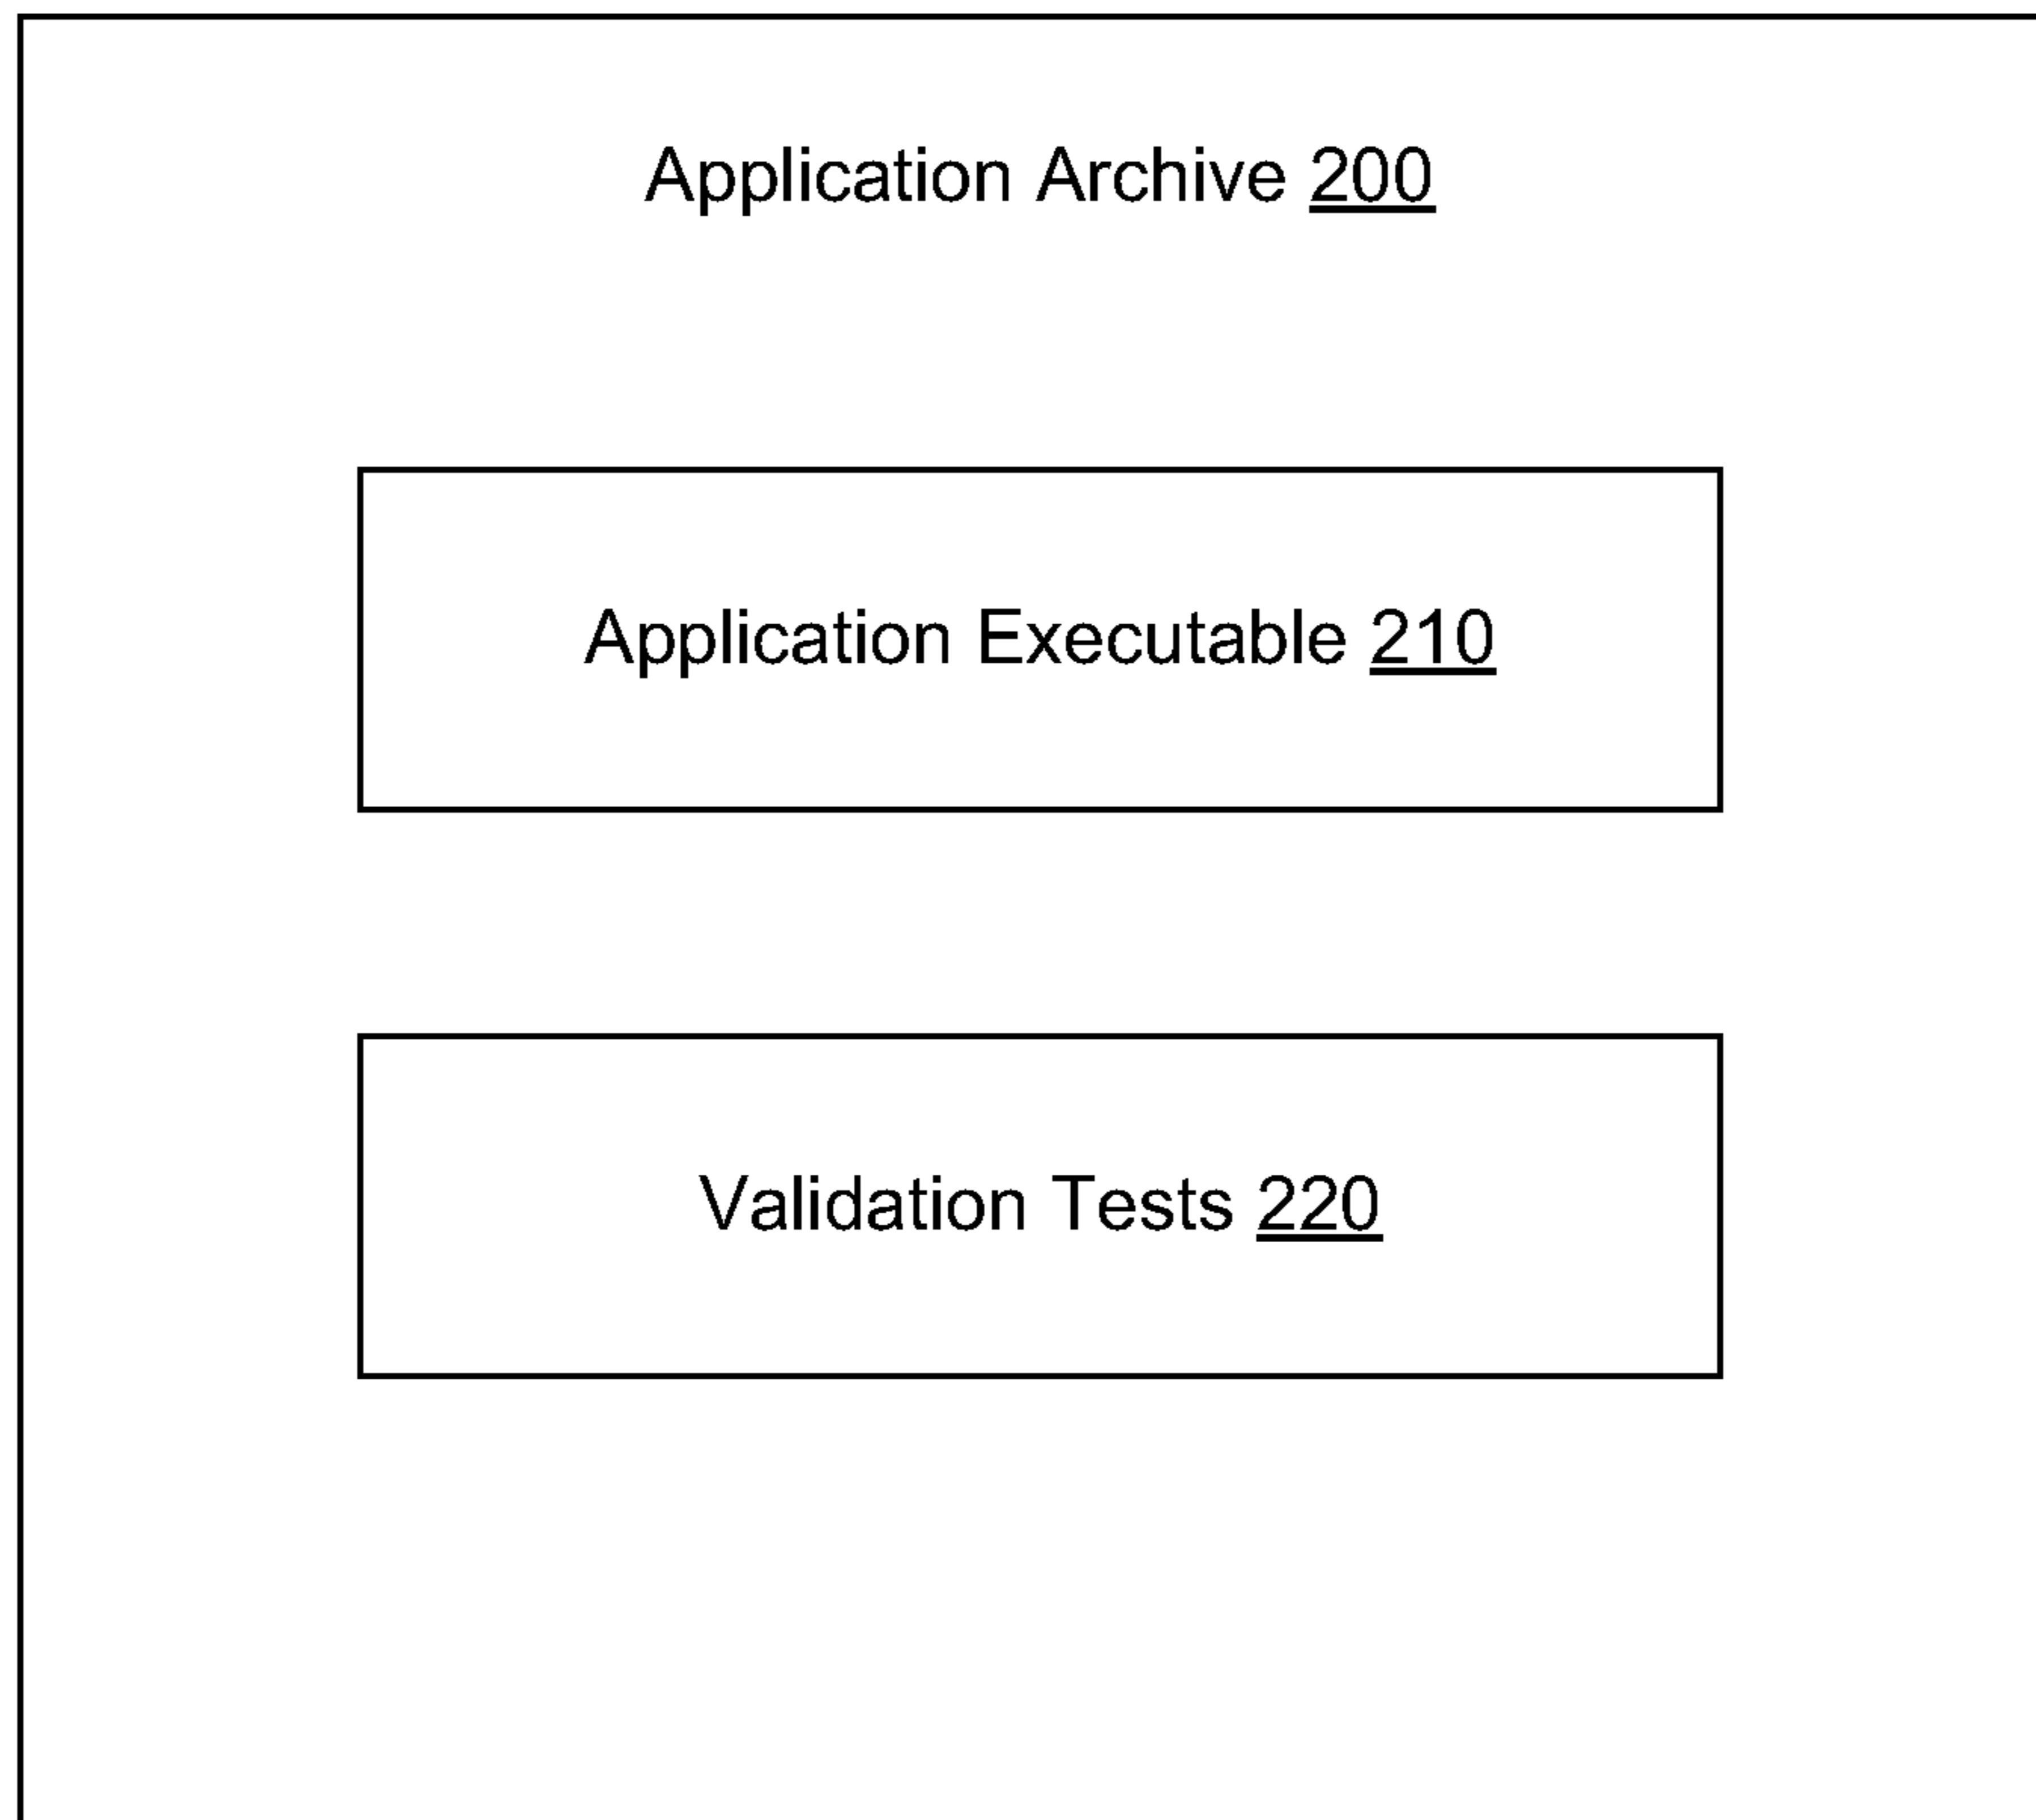 Application Archive 200
Application Executable 210
Validation Tests 220